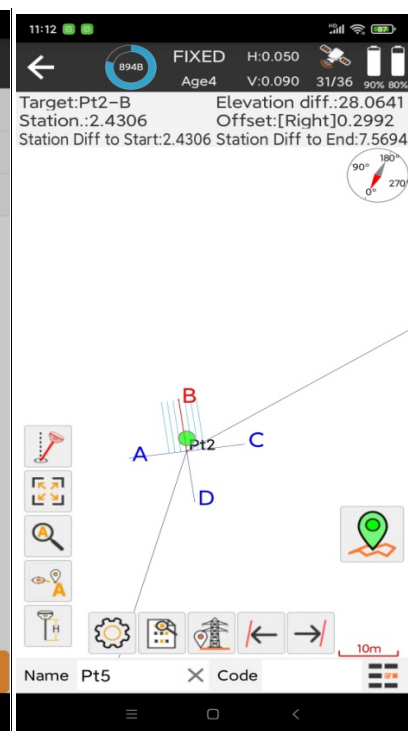 11:12 87
894B FIXED H:0.050
Age4 V:0.090 31/36 90% 80%
Target:Pt2-B Elevation diff.:28.0641
Station.:2.4306 Offset:[Right]0.2992
Station Diff to Start:2.4306 Station Diff to End:7.5694
90° 180°
0° 270°
B
A Pt2 C
D
A
H
10m
Name Pt5 Code